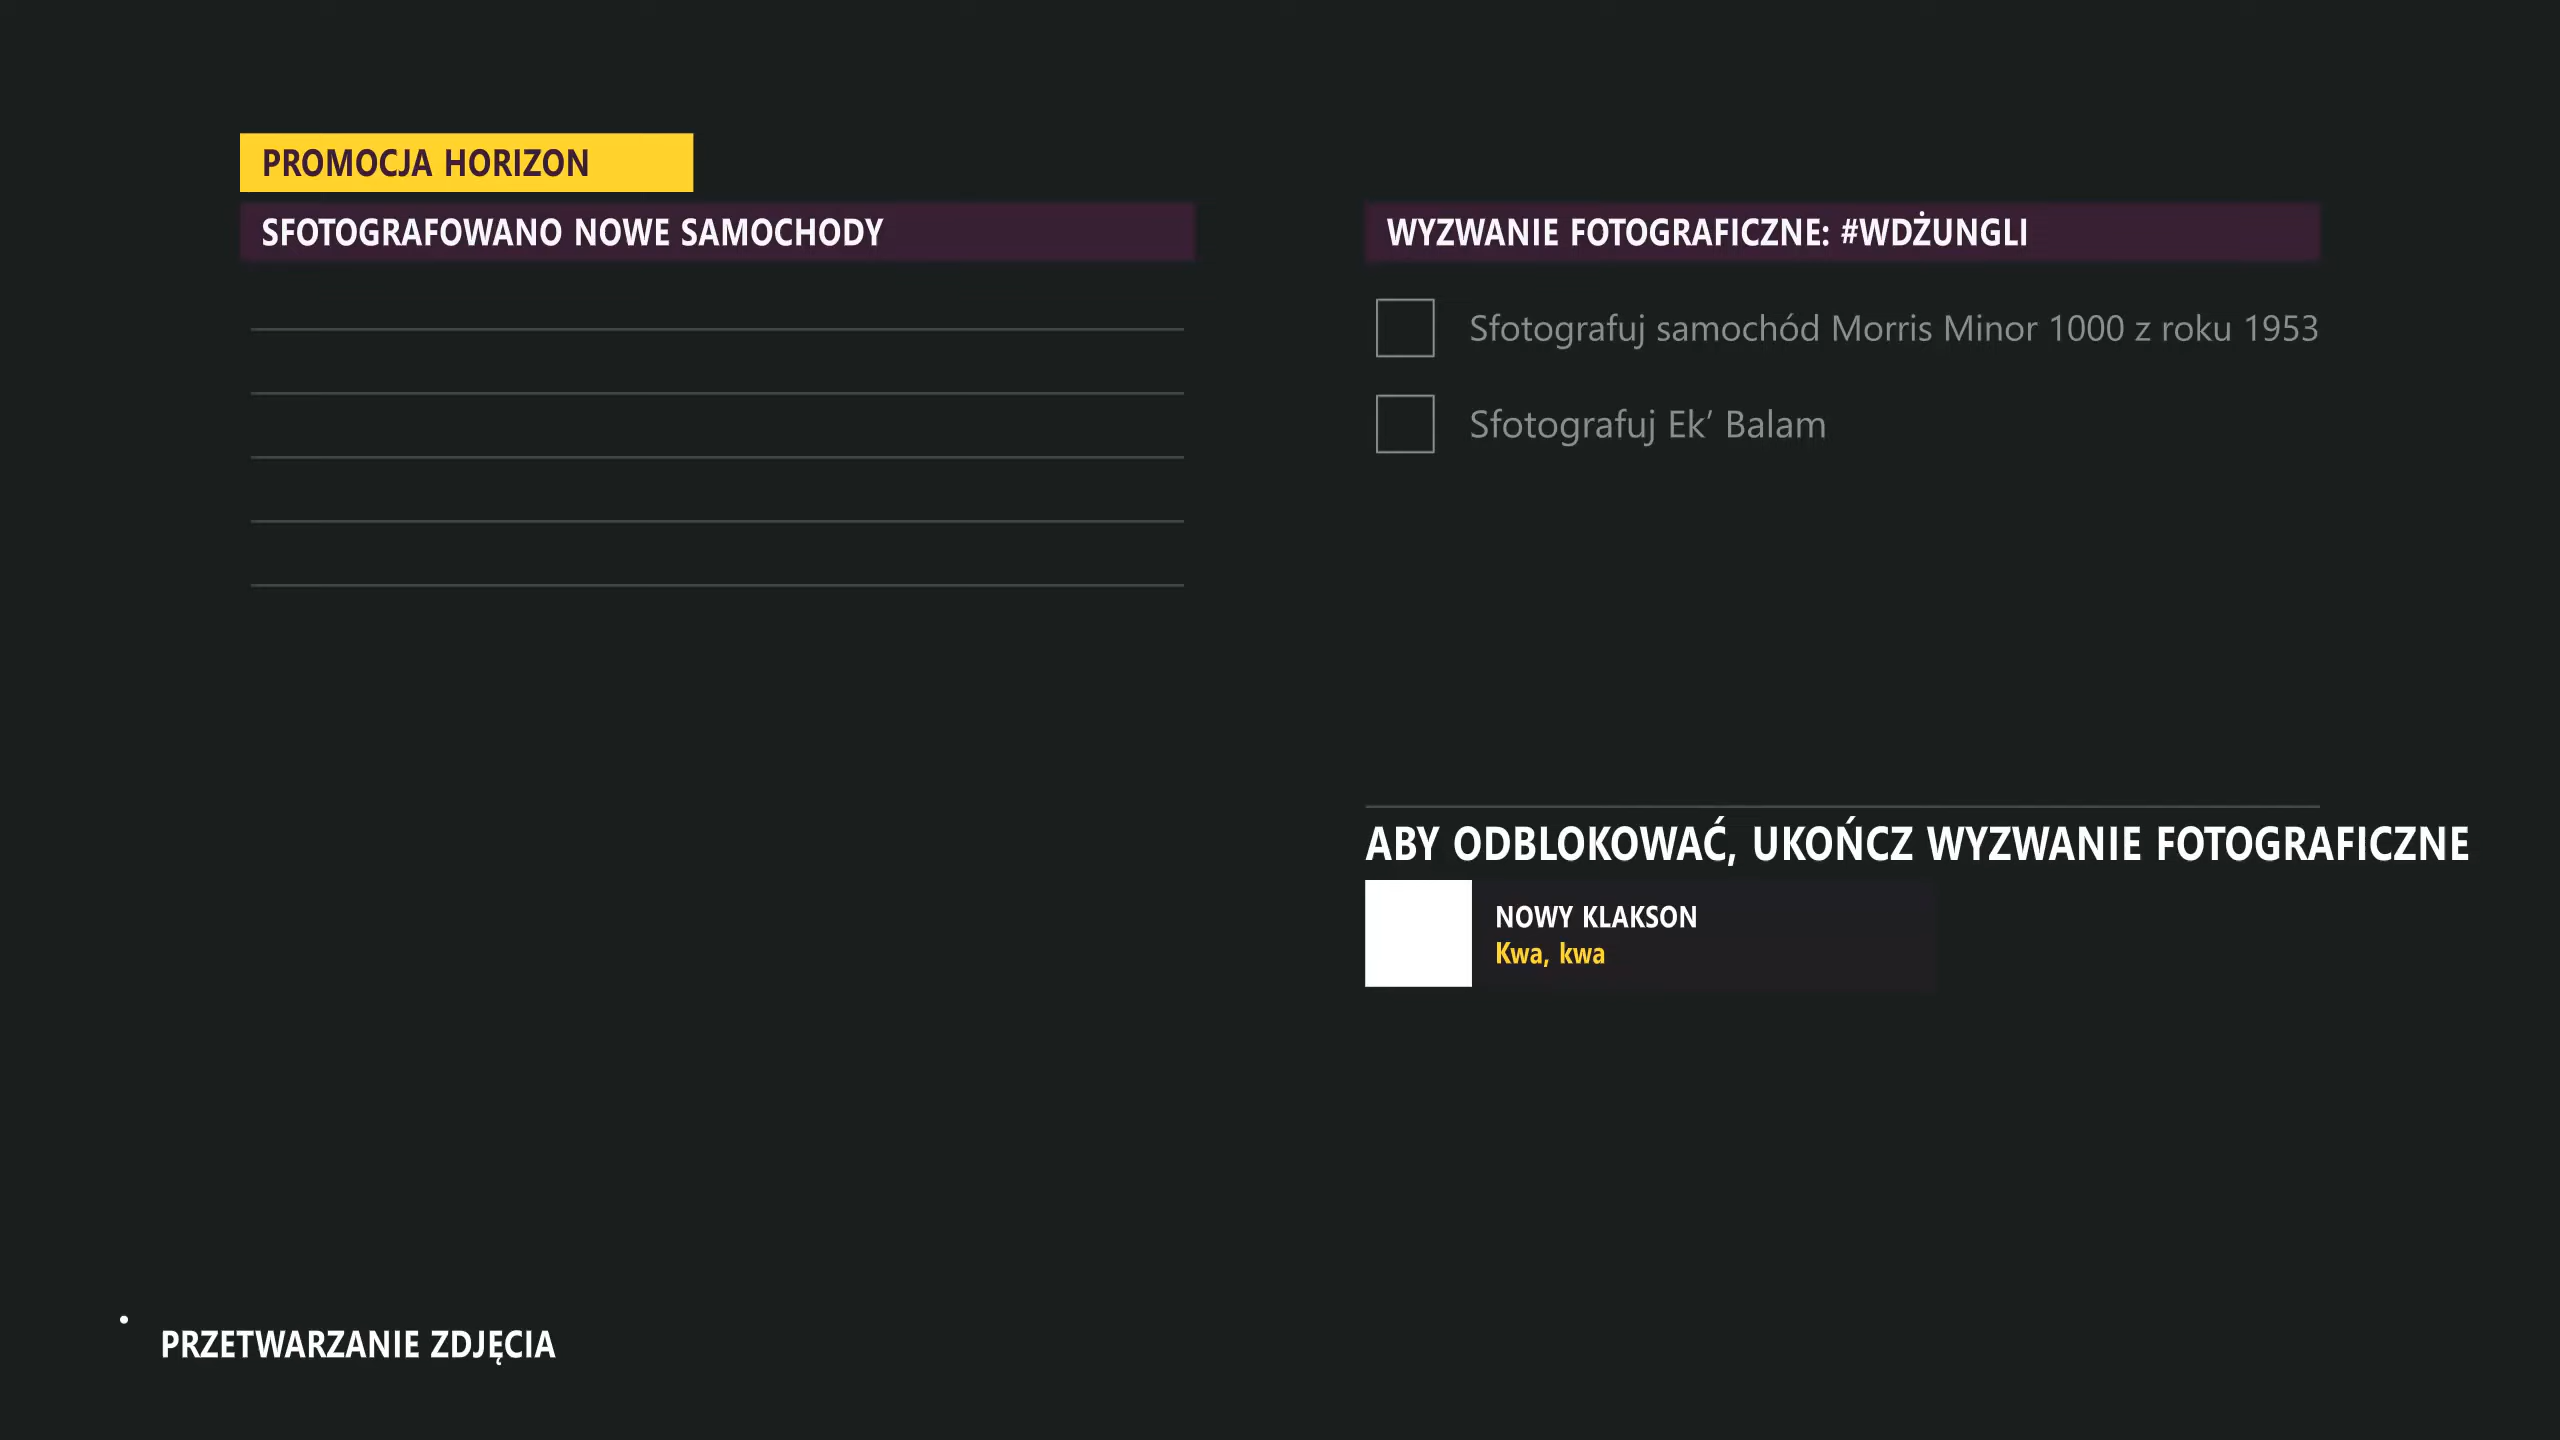 PROMOCJA HORIZON
SFOTOGRAFOWANO NOWE SAMOCHODY
WYZWANIE FOTOGRAFICZNE: #WDŻUNGLI
Sfotografuj samochód Morris Minor 1000 z roku 1953
Sfotografuj Ek’ Balam
ABY ODBLOKOWAĆ, UKOŃCZ WYZWANIE FOTOGRAFICZNE
NOWY KLAKSON
Kwa, kwa
PRZETWARZANIE ZDJĘCIA